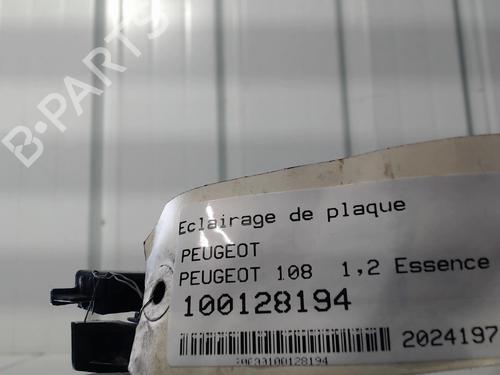 B-PARTS
Eclairage de plaque
PEUGEOT
PEUGEOT 108 1,2 Essence
100128194
2024197